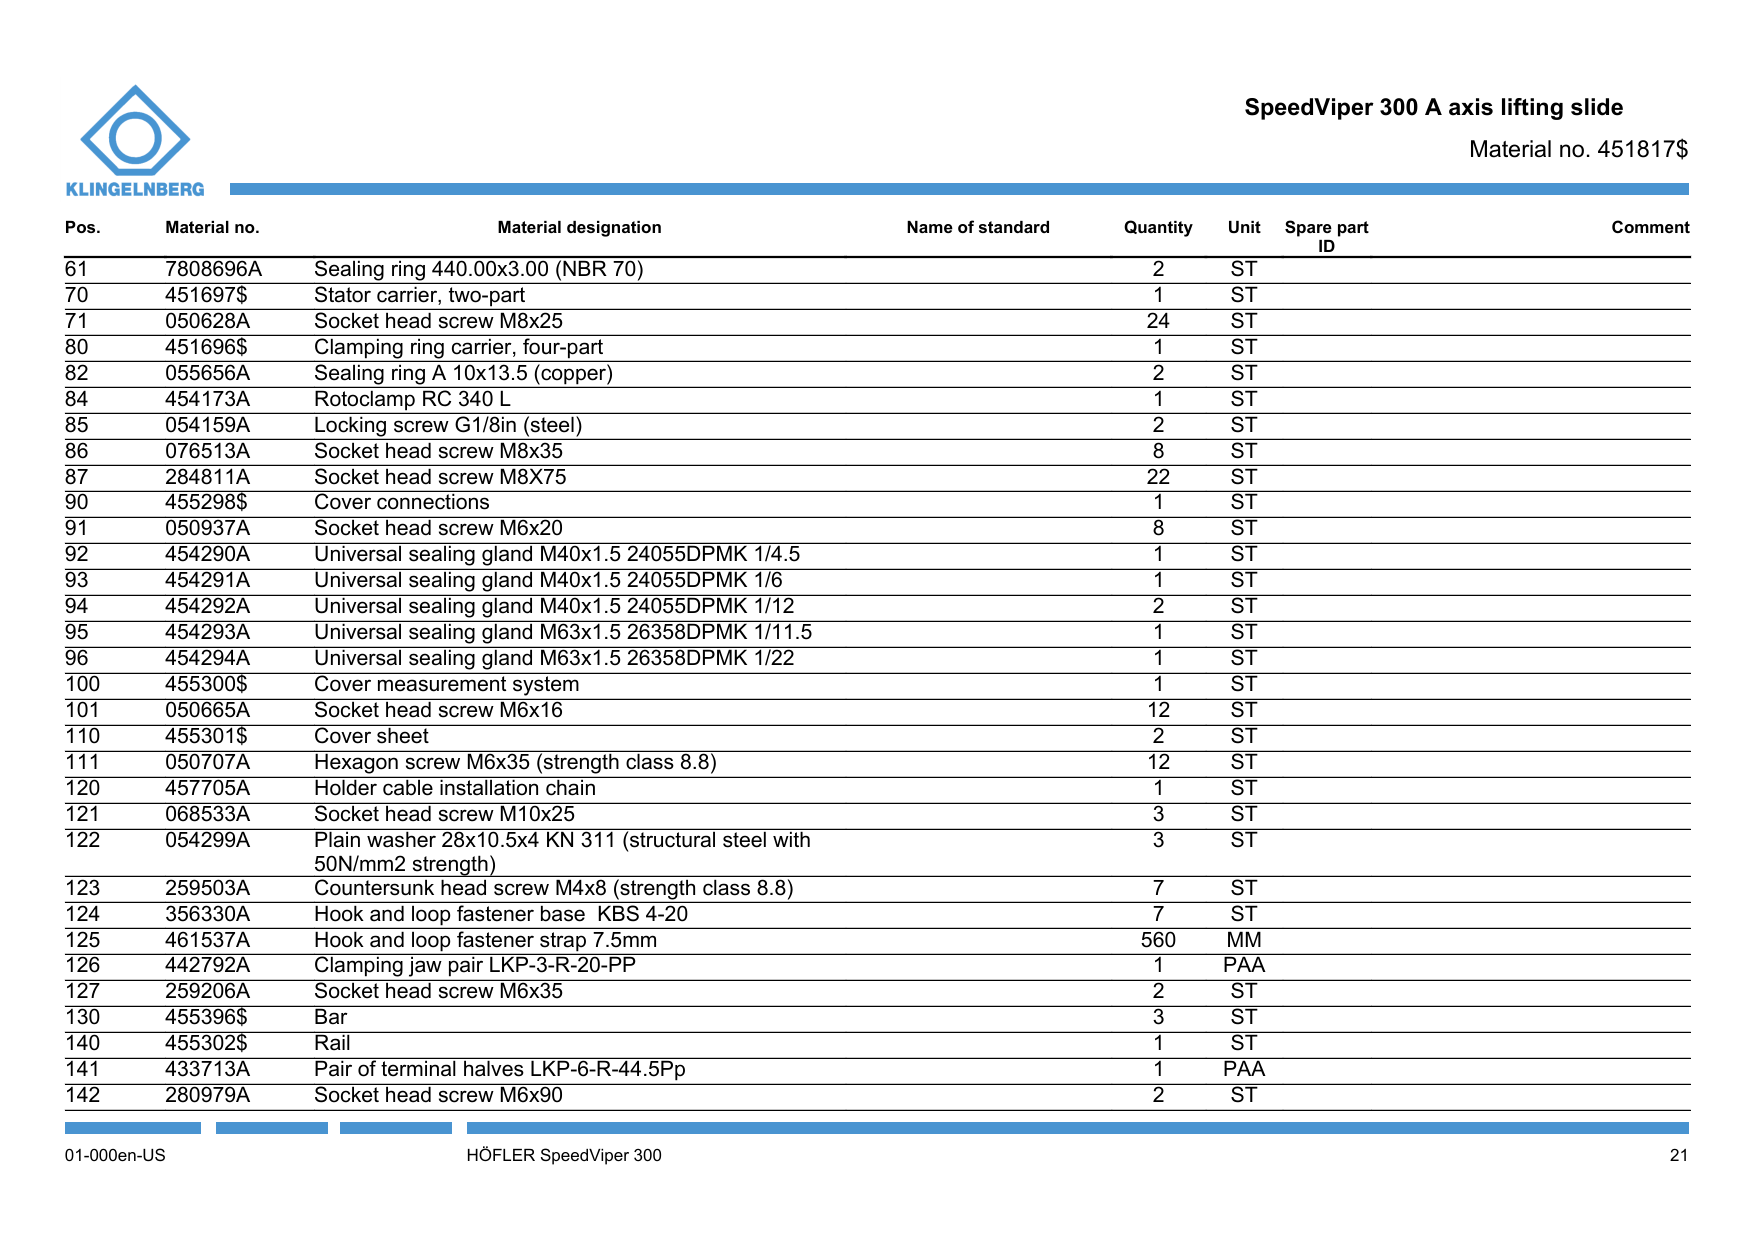 KLINGELNBERG
SpeedViper 300 A axis lifting slide
Material no. 451817$
Pos. Material no. Material designation Name of standard Quantity Unit Spare part ID Comment
61 7808696A Sealing ring 440.00x3.00 (NBR 70) 2 ST
70 451697$ Stator carrier, two-part 1 ST
71 050628A Socket head screw M8x25 24 ST
80 451696$ Clamping ring carrier, four-part 1 ST
82 055656A Sealing ring A 10x13.5 (copper) 2 ST
84 454173A Rotoclamp RC 340 L 1 ST
85 054159A Locking screw G1/8in (steel) 2 ST
86 076513A Socket head screw M8x35 8 ST
87 284811A Socket head screw M8X75 22 ST
90 455298$ Cover connections 1 ST
91 050937A Socket head screw M6x20 8 ST
92 454290A Universal sealing gland M40x1.5 24055DPMK 1/4.5 1 ST
93 454291A Universal sealing gland M40x1.5 24055DPMK 1/6 1 ST
94 454292A Universal sealing gland M40x1.5 24055DPMK 1/12 2 ST
95 454293A Universal sealing gland M63x1.5 26358DPMK 1/11.5 1 ST
96 454294A Universal sealing gland M63x1.5 26358DPMK 1/22 1 ST
100 455300$ Cover measurement system 1 ST
101 050665A Socket head screw M6x16 12 ST
110 455301$ Cover sheet 2 ST
111 050707A Hexagon screw M6x35 (strength class 8.8) 12 ST
120 457705A Holder cable installation chain 1 ST
121 068533A Socket head screw M10x25 3 ST
122 054299A Plain washer 28x10.5x4 KN 311 (structural steel with 3 ST
50N/mm2 strength)
123 259503A Countersunk head screw M4x8 (strength class 8.8) 7 ST
124 356330A Hook and loop fastener base  KBS 4-20 7 ST
125 461537A Hook and loop fastener strap 7.5mm 560 MM
126 442792A Clamping jaw pair LKP-3-R-20-PP 1 PAA
127 259206A Socket head screw M6x35 2 ST
130 455396$ Bar 3 ST
140 455302$ Rail 1 ST
141 433713A Pair of terminal halves LKP-6-R-44.5Pp 1 PAA
142 280979A Socket head screw M6x90 2 ST
01-000en-US HÖFLER SpeedViper 300 21